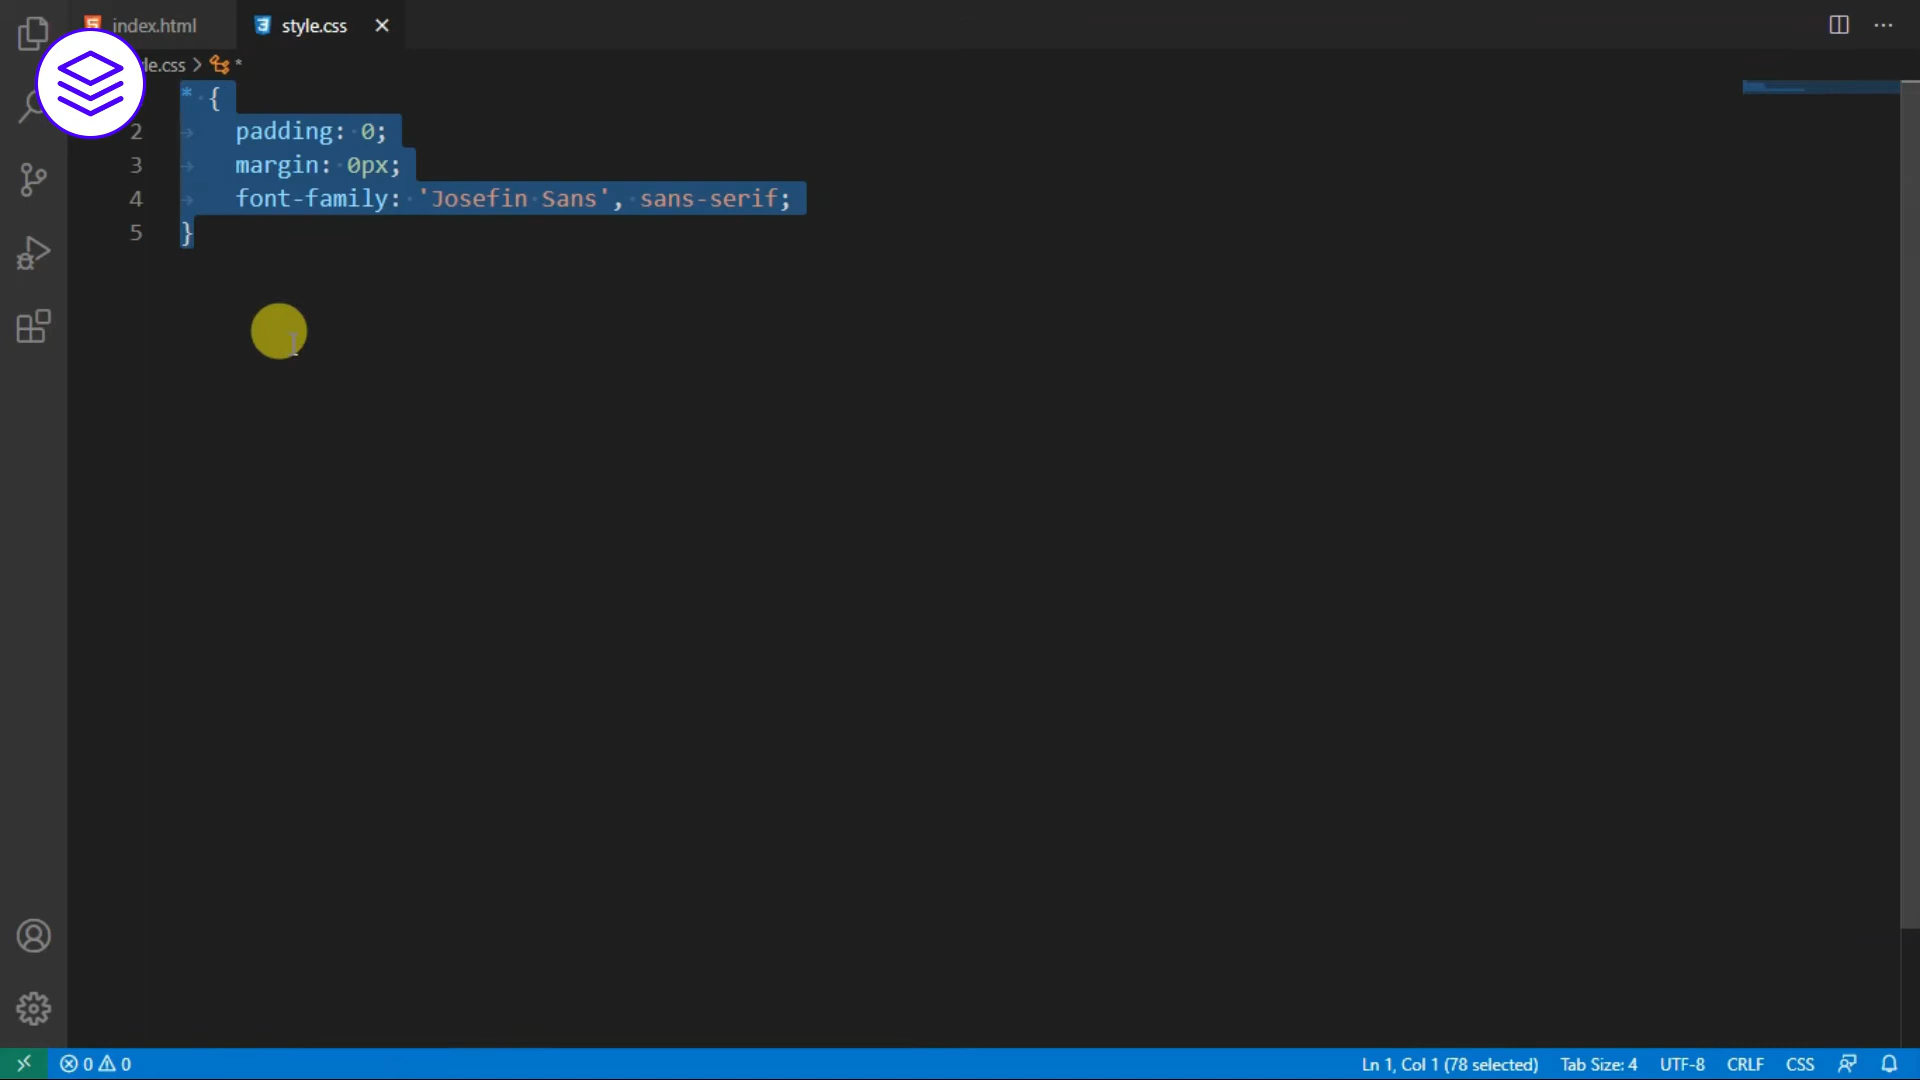 index.html
style.css
le.css > *
* {
2 padding: 0;
3 margin: 0px;
4 font-family: 'Josefin Sans', sans-serif;
5 }
0 0
Ln 1, Col 1 (78 selected) Tab Size: 4 UTF-8 CRLF CSS